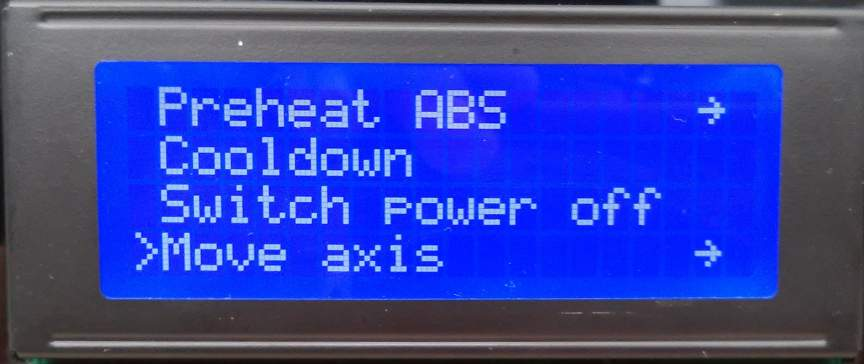 Preheat ABS →
Cooldown
Switch power off
>Move axis →